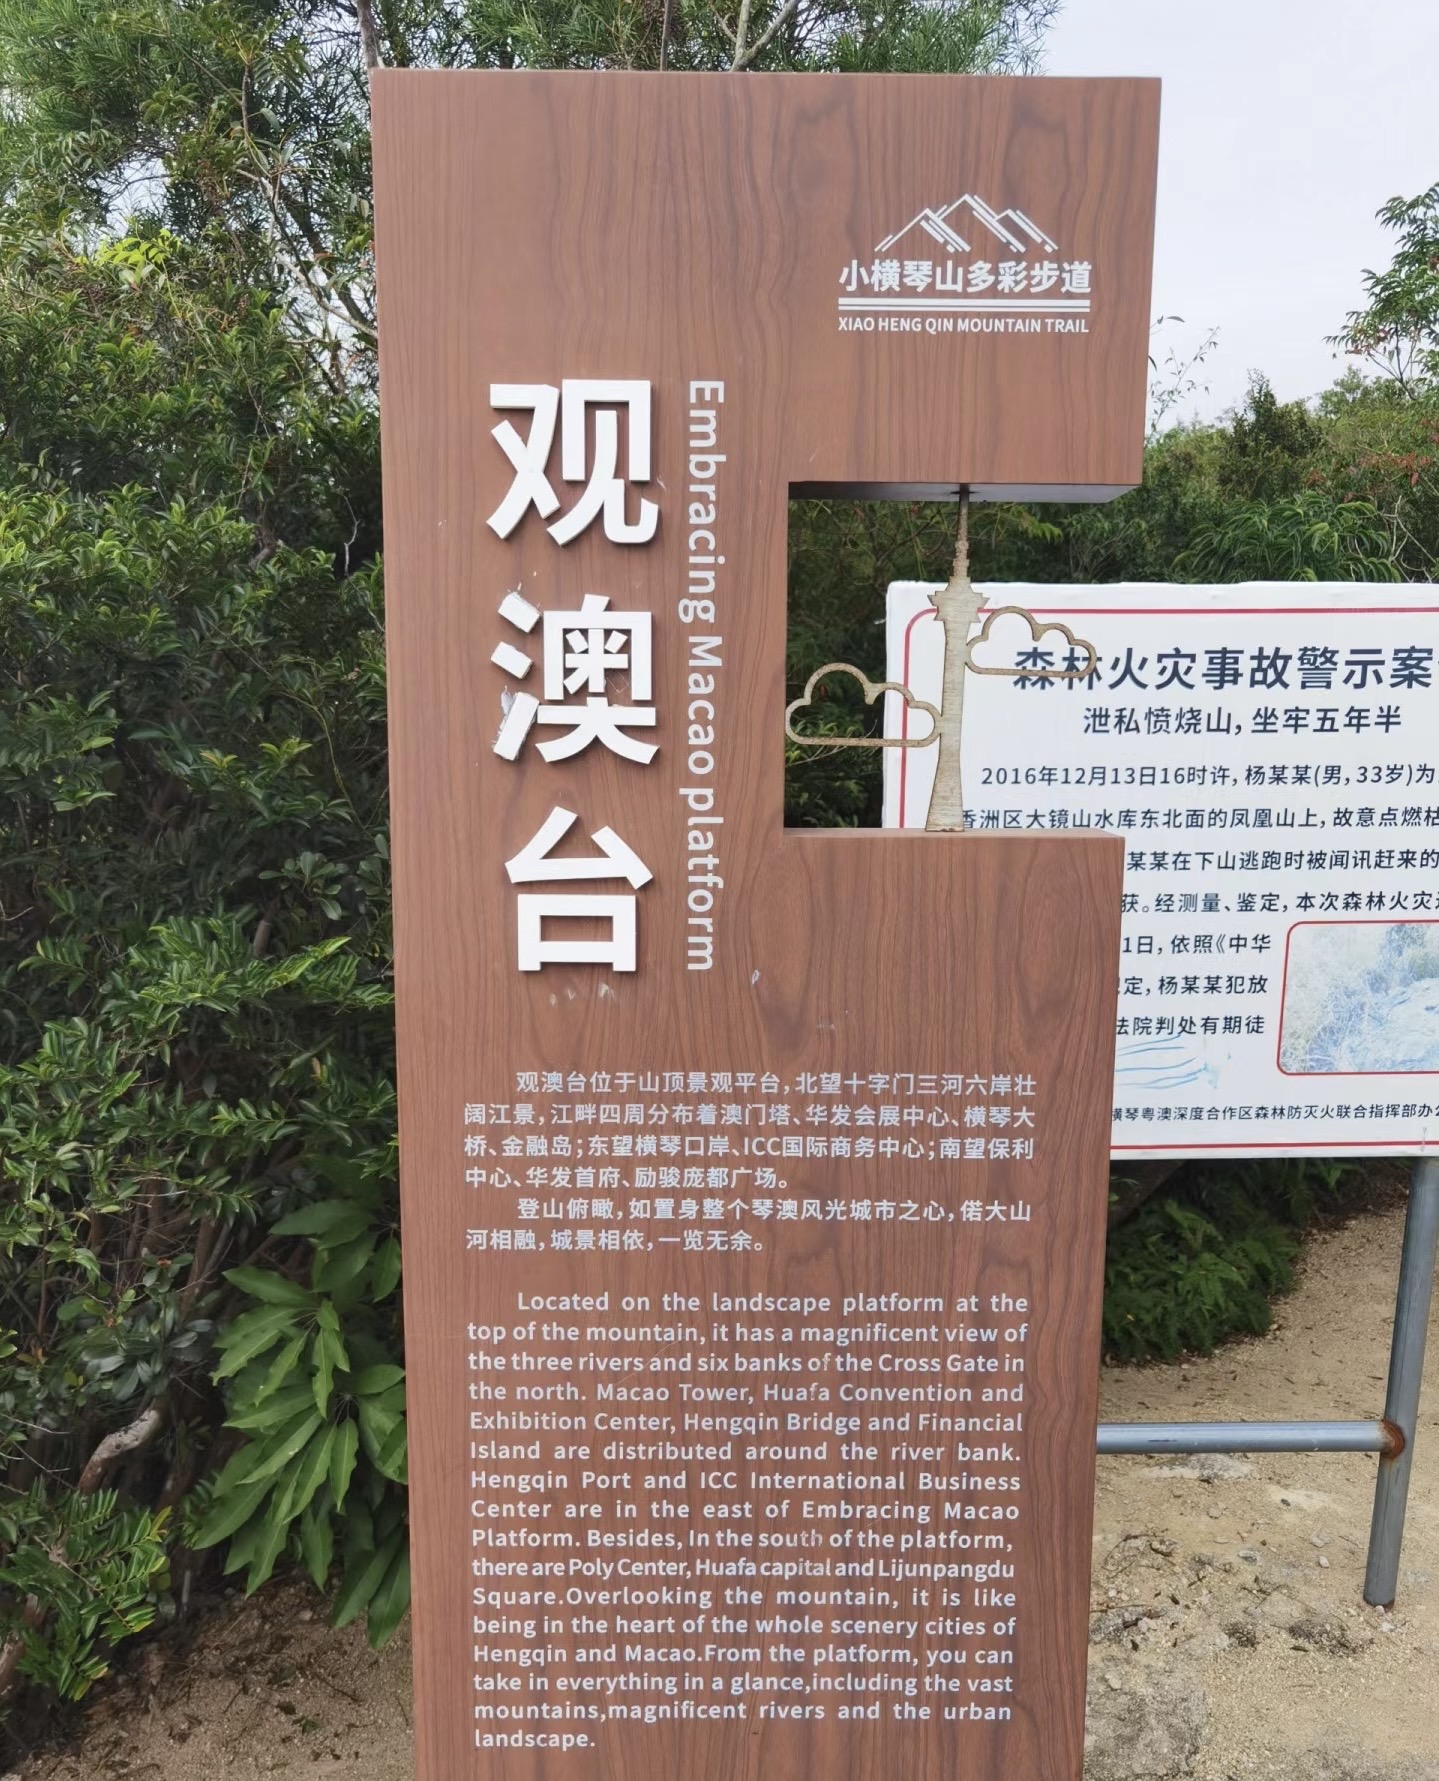 小横琴山多彩步道
XIAO HENG QIN MOUNTAIN TRAIL
观澳台
Embracing Macao platform
观澳台位于山顶景观平台，北望十字门三河六岸壮
阔江景，江畔四周分布着澳门塔、华发会展中心、横琴大
桥、金融岛；东望横琴口岸、ICC国际商务中心；南望保利
中心、华发首府、励骏庞都广场。
登山俯瞰，如置身整个琴澳风光城市之心，偌大山
河相融，城景相依，一览无余。
Located on the landscape platform at the
top of the mountain, it has a magnificent view of
the three rivers and six banks of the Cross Gate in
the north. Macao Tower, Huafa Convention and
Exhibition Center, Hengqin Bridge and Financial
Island are distributed around the river bank.
Hengqin Port and ICC International Business
Center are in the east of Embracing Macao
Platform. Besides, In the south of the platform,
there are Poly Center, Huafa capital and Lijunpangdu
Square.Overlooking the mountain, it is like
being in the heart of the whole scenery cities of
Hengqin and Macao.From the platform, you can
take in everything in a glance,including the vast
mountains,magnificent rivers and the urban
landscape.
森林火灾事故警示案
泄私愤烧山，坐牢五年半
2016年12月13日16时许，杨某某(男，33岁)为
香洲区大镜山水库东北面的凤凰山上，故意点燃枯
某某在下山逃跑时被闻讯赶来的
获。经测量、鉴定，本次森林火灾
1日，依照《中华
定，杨某某犯放
法院判处有期徒
横琴粤澳深度合作区森林防灭火联合指挥部办